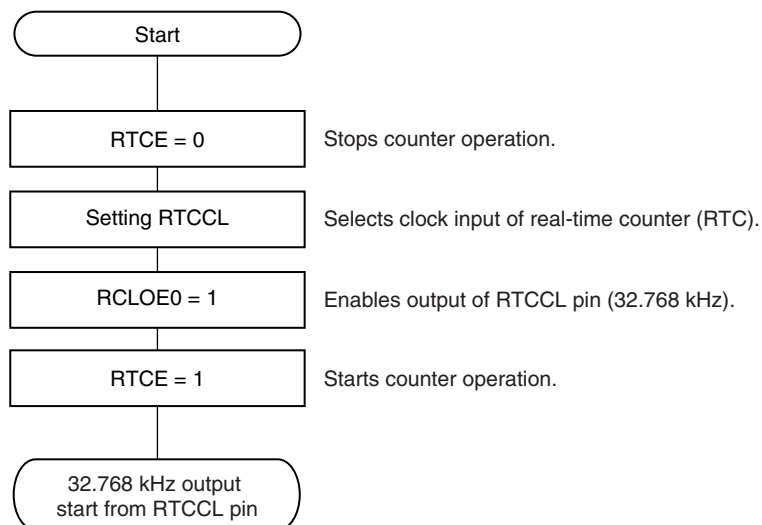 Start
RTCE = 0
Stops counter operation.
Setting RTCCL
Selects clock input of real-time counter (RTC).
RCLOE0 = 1
Enables output of RTCCL pin (32.768 kHz).
RTCE = 1
Starts counter operation.
32.768 kHz output
start from RTCCL pin